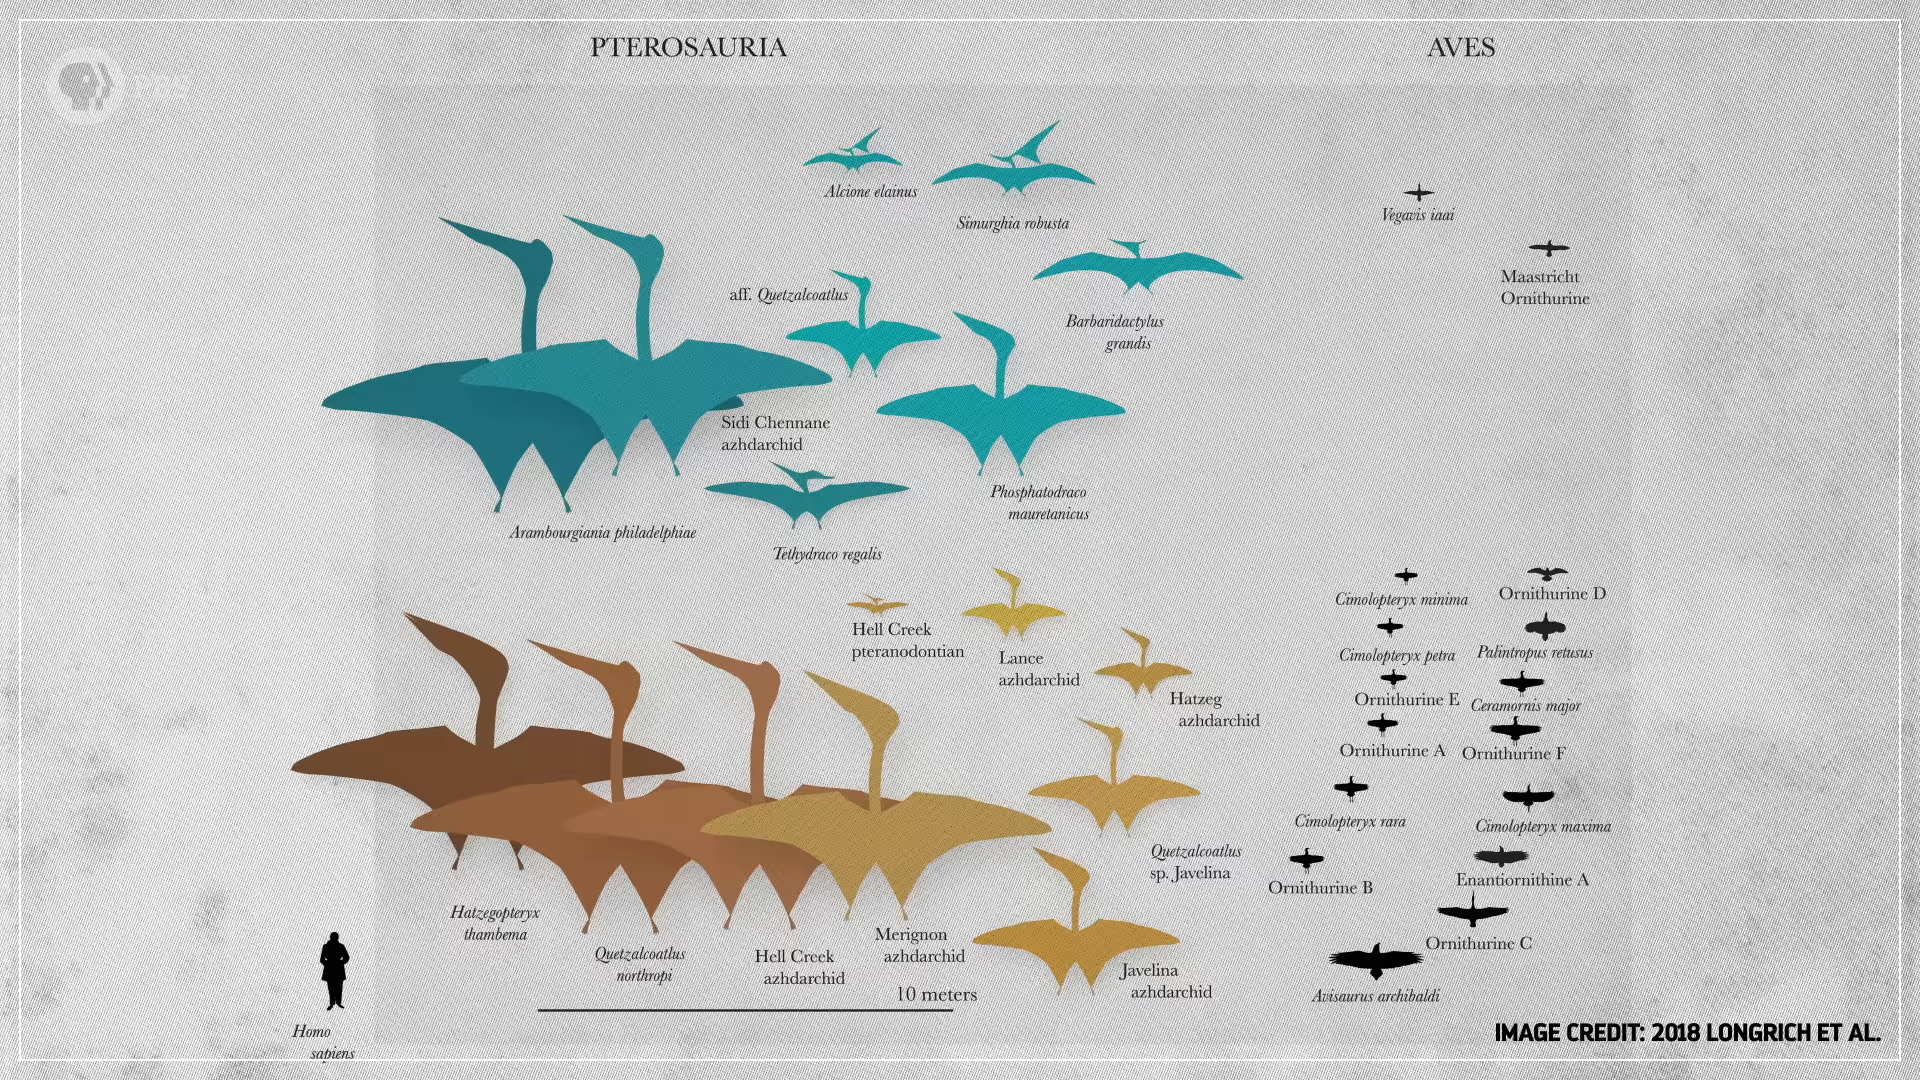 PTEROSAURIA
AVES
PBS
Alcione elainus
Simurghia robusta
Vegavis iaai
Maastricht
Ornithurine
aff. Quetzalcoatlus
Barbaridactylus
grandis
Sidi Chennane
azhdarchid
Phosphatodraco
mauretanicus
Arambourgiania philadelphiae
Tethydraco regalis
Hell Creek
pteranodontian
Lance
azhdarchid
Hatzeg
azhdarchid
Cimolopteryx minima
Ornithurine D
Cimolopteryx petra
Palintropus retusus
Ornithurine E
Ceramornis major
Ornithurine A
Ornithurine F
Cimolopteryx rara
Cimolopteryx maxima
Quetzalcoatlus
sp. Javelina
Ornithurine B
Enantiornithine A
Hatzegopteryx
thambema
Quetzalcoatlus
northropi
Hell Creek
azhdarchid
Merignon
azhdarchid
Javelina
azhdarchid
Ornithurine C
Avisaurus archibaldi
10 meters
Homo
sapiens
IMAGE CREDIT: 2018 LONGRICH ET AL.